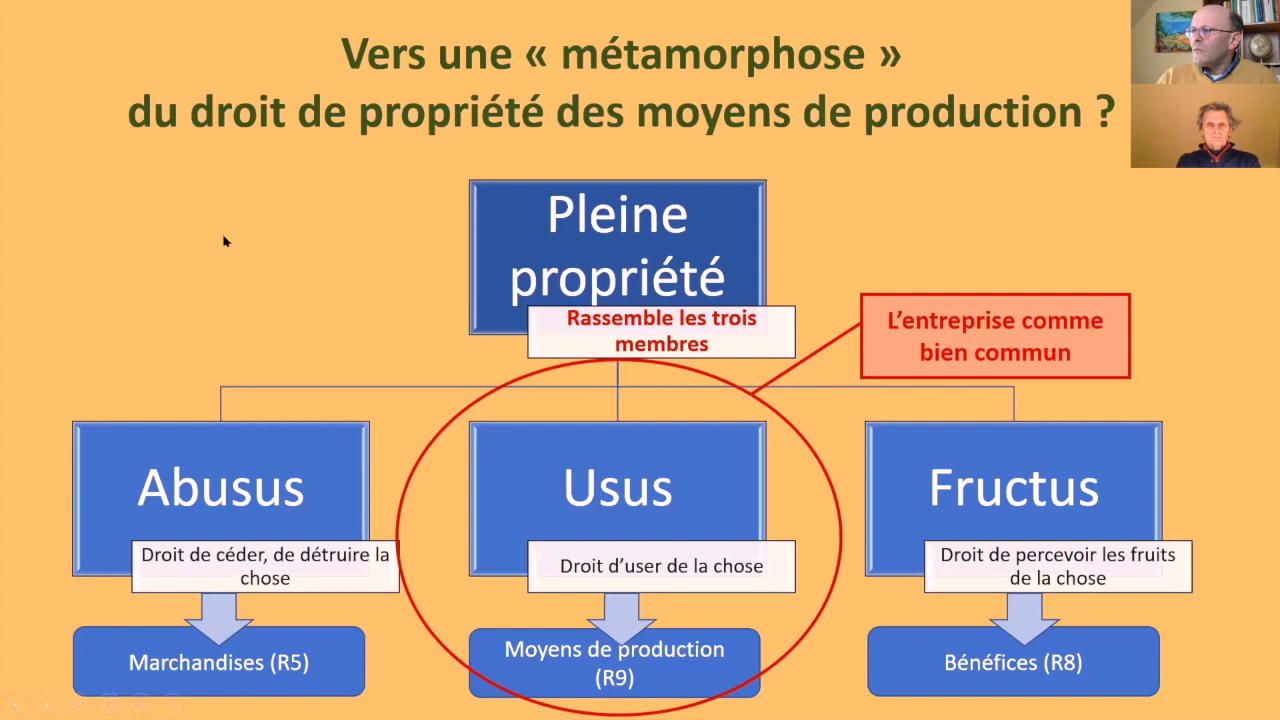 Vers une « métamorphose »
du droit de propriété des moyens de production ?
Pleine
propriété
Rassemble les trois
membres
L’entreprise comme
bien commun
Abusus
Droit de céder, de détruire la
chose
Usus
Droit d’user de la chose
Fructus
Droit de percevoir les fruits
de la chose
Marchandises (R5)
Moyens de production
(R9)
Bénéfices (R8)